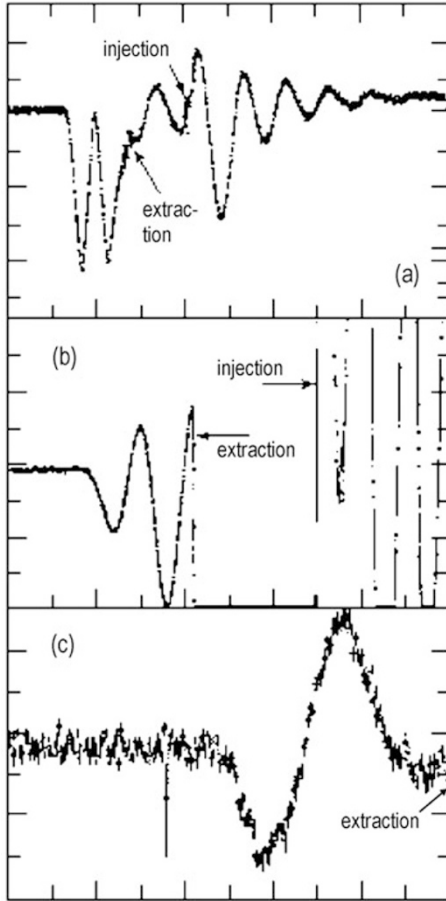 injection
extrac-
tion
(a)
(b)
injection
extraction
(c)
extraction